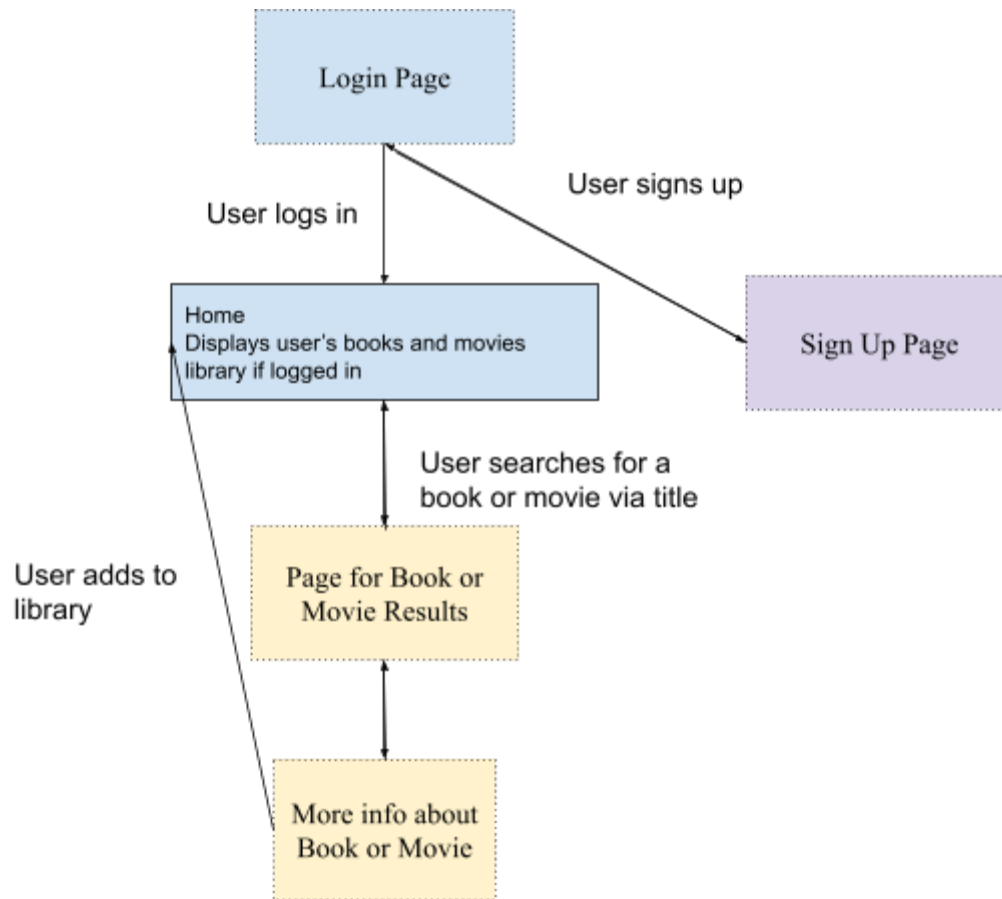 Login Page
User signs up
User logs in
Home
Displays user's books and movies
library if logged in
Sign Up Page
User searches for a
book or movie via title
Page for Book or
Movie Results
User adds to
library
More info about
Book or Movie